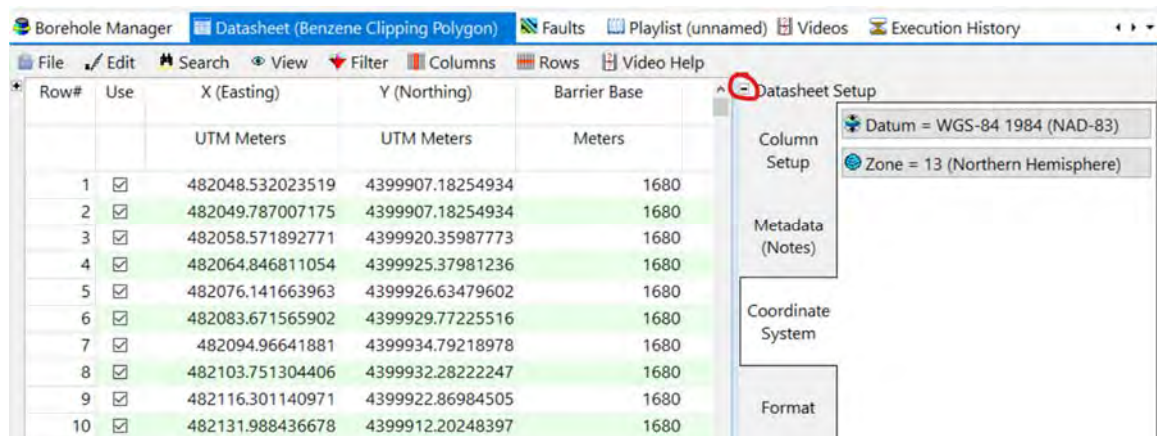 Borehole Manager Datasheet (Benzene Clipping Polygon) Faults Playlist (unnamed) Videos Execution History
File Edit Search View Filter Columns Rows Video Help
Row# Use X (Easting) Y (Northing) Barrier Base
UTM Meters UTM Meters Meters
1 482048.532023519 4399907.18254934 1680
2 482049.787007175 4399907.18254934 1680
3 482058.571892771 4399920.35987773 1680
4 482064.846811054 4399925.37981236 1680
5 482076.141663963 4399926.63479602 1680
6 482083.671565902 4399929.77225516 1680
7 482094.96641881 4399934.79218978 1680
8 482103.751304406 4399932.28222247 1680
9 482116.301140971 4399922.86984505 1680
10 482131.988436678 4399912.20248397 1680
Datasheet Setup
Column
Setup
Metadata
(Notes)
Coordinate
System
Format
Datum = WGS-84 1984 (NAD-83)
Zone = 13 (Northern Hemisphere)